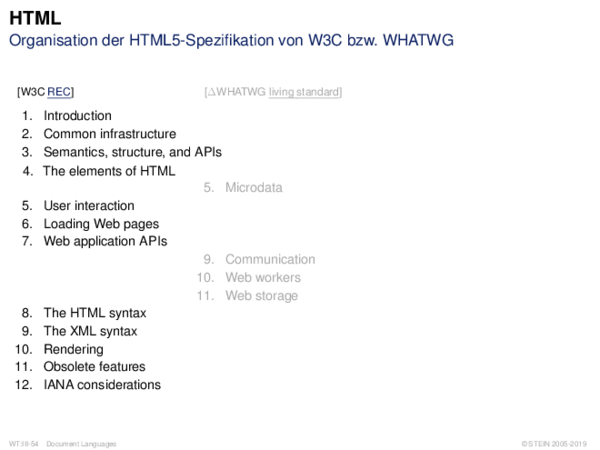 HTML
Organisation der HTML5-Spezifikation von W3C bzw. WHATWG
[W3C REC] [ΔWHATWG living standard]
1. Introduction
2. Common infrastructure
3. Semantics, structure, and APIs
4. The elements of HTML
5. Microdata
5. User interaction
6. Loading Web pages
7. Web application APIs
9. Communication
10. Web workers
11. Web storage
8. The HTML syntax
9. The XML syntax
10. Rendering
11. Obsolete features
12. IANA considerations
WT:III-54 Document Languages © STEIN 2005-2019